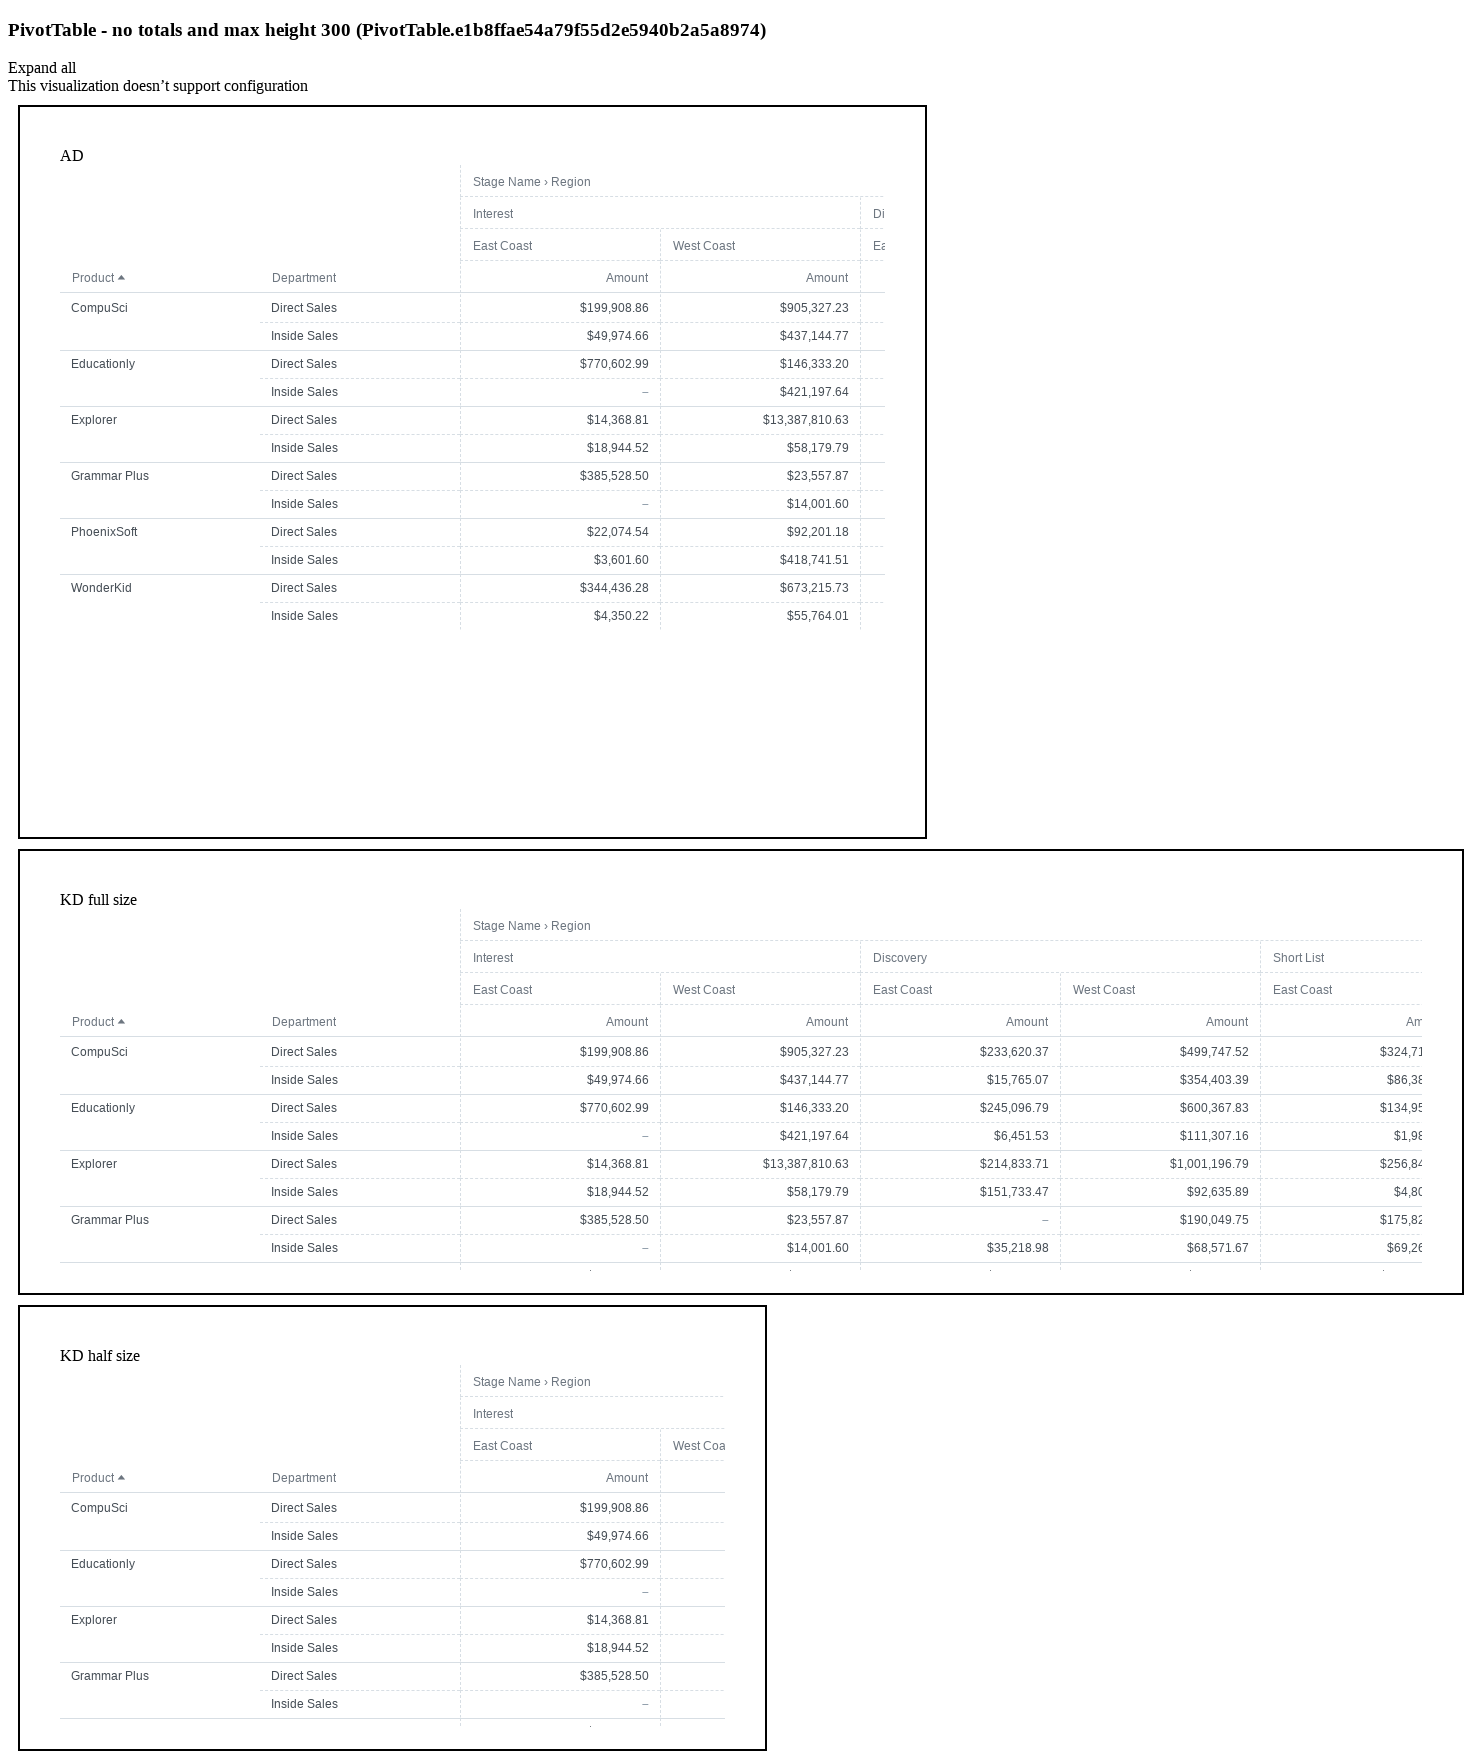 PivotTable - no totals and max height 300 (PivotTable.e1b8ffae54a79f55d2e5940b2a5a8974)
Expand all
This visualization doesn’t support configuration
AD
Stage Name › Region
Interest Di
East Coast West Coast Ea
Product Department Amount Amount
CompuSci Direct Sales $199,908.86 $905,327.23
Inside Sales $49,974.66 $437,144.77
Educationly Direct Sales $770,602.99 $146,333.20
Inside Sales – $421,197.64
Explorer Direct Sales $14,368.81 $13,387,810.63
Inside Sales $18,944.52 $58,179.79
Grammar Plus Direct Sales $385,528.50 $23,557.87
Inside Sales – $14,001.60
PhoenixSoft Direct Sales $22,074.54 $92,201.18
Inside Sales $3,601.60 $418,741.51
WonderKid Direct Sales $344,436.28 $673,215.73
Inside Sales $4,350.22 $55,764.01
KD full size
Stage Name › Region
Interest Discovery Short List
East Coast West Coast East Coast West Coast East Coast
Product Department Amount Amount Amount Amount Am
CompuSci Direct Sales $199,908.86 $905,327.23 $233,620.37 $499,747.52 $324,71
Inside Sales $49,974.66 $437,144.77 $15,765.07 $354,403.39 $86,38
Educationly Direct Sales $770,602.99 $146,333.20 $245,096.79 $600,367.83 $134,95
Inside Sales – $421,197.64 $6,451.53 $111,307.16 $1,98
Explorer Direct Sales $14,368.81 $13,387,810.63 $214,833.71 $1,001,196.79 $256,84
Inside Sales $18,944.52 $58,179.79 $151,733.47 $92,635.89 $4,80
Grammar Plus Direct Sales $385,528.50 $23,557.87 – $190,049.75 $175,82
Inside Sales – $14,001.60 $35,218.98 $68,571.67 $69,26
KD half size
Stage Name › Region
Interest
East Coast West Coa
Product Department Amount
CompuSci Direct Sales $199,908.86
Inside Sales $49,974.66
Educationly Direct Sales $770,602.99
Inside Sales –
Explorer Direct Sales $14,368.81
Inside Sales $18,944.52
Grammar Plus Direct Sales $385,528.50
Inside Sales –